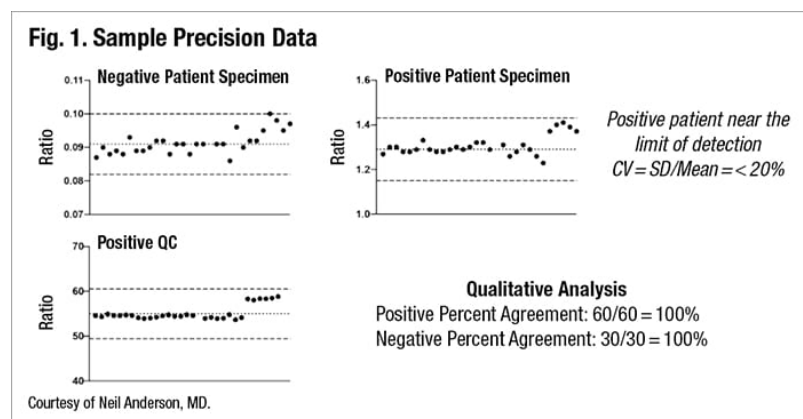 Fig. 1. Sample Precision Data
Negative Patient Specimen
0.11
0.10
0.09
0.08
0.07
Ratio
Positive Patient Specimen
1.6
1.4
1.2
1.0
Ratio
Positive patient near the
limit of detection
CV = SD/Mean = < 20%
Positive QC
70
60
50
40
Ratio
Qualitative Analysis
Positive Percent Agreement: 60/60 = 100%
Negative Percent Agreement: 30/30 = 100%
Courtesy of Neil Anderson, MD.